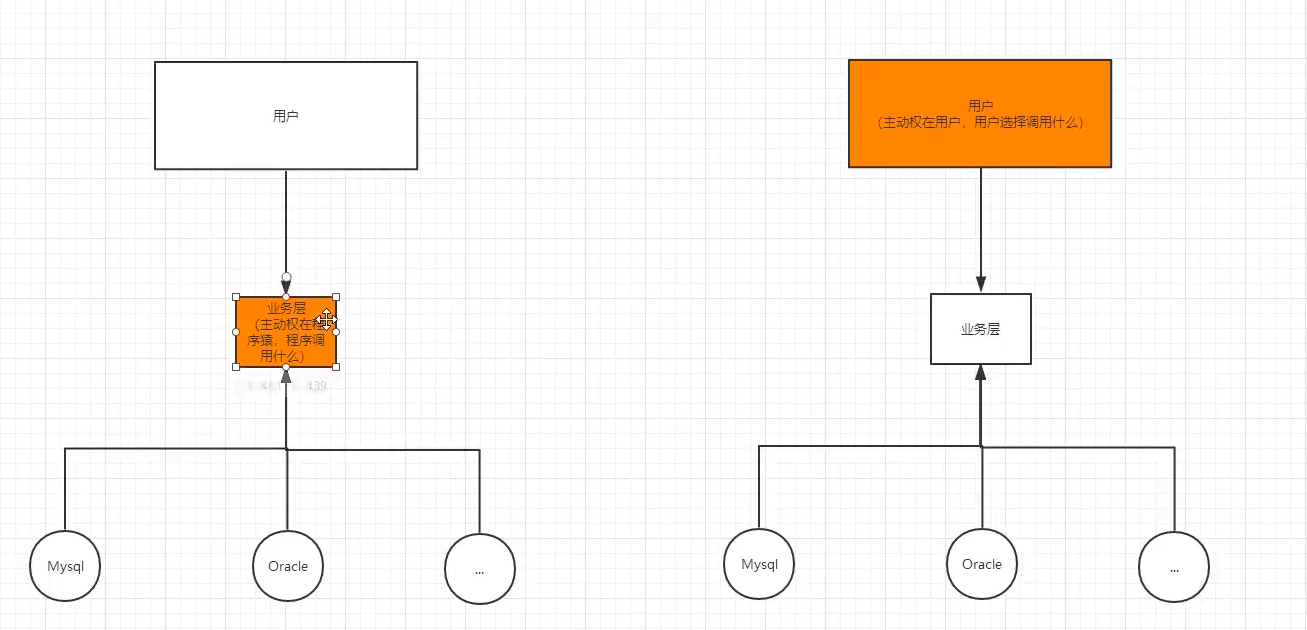 用户
用户
（主动权在用户，用户选择调用什么）
业务层
（主动权在程
序猿，程序调
用什么）
业务层
Mysql
Oracle
...
Mysql
Oracle
...